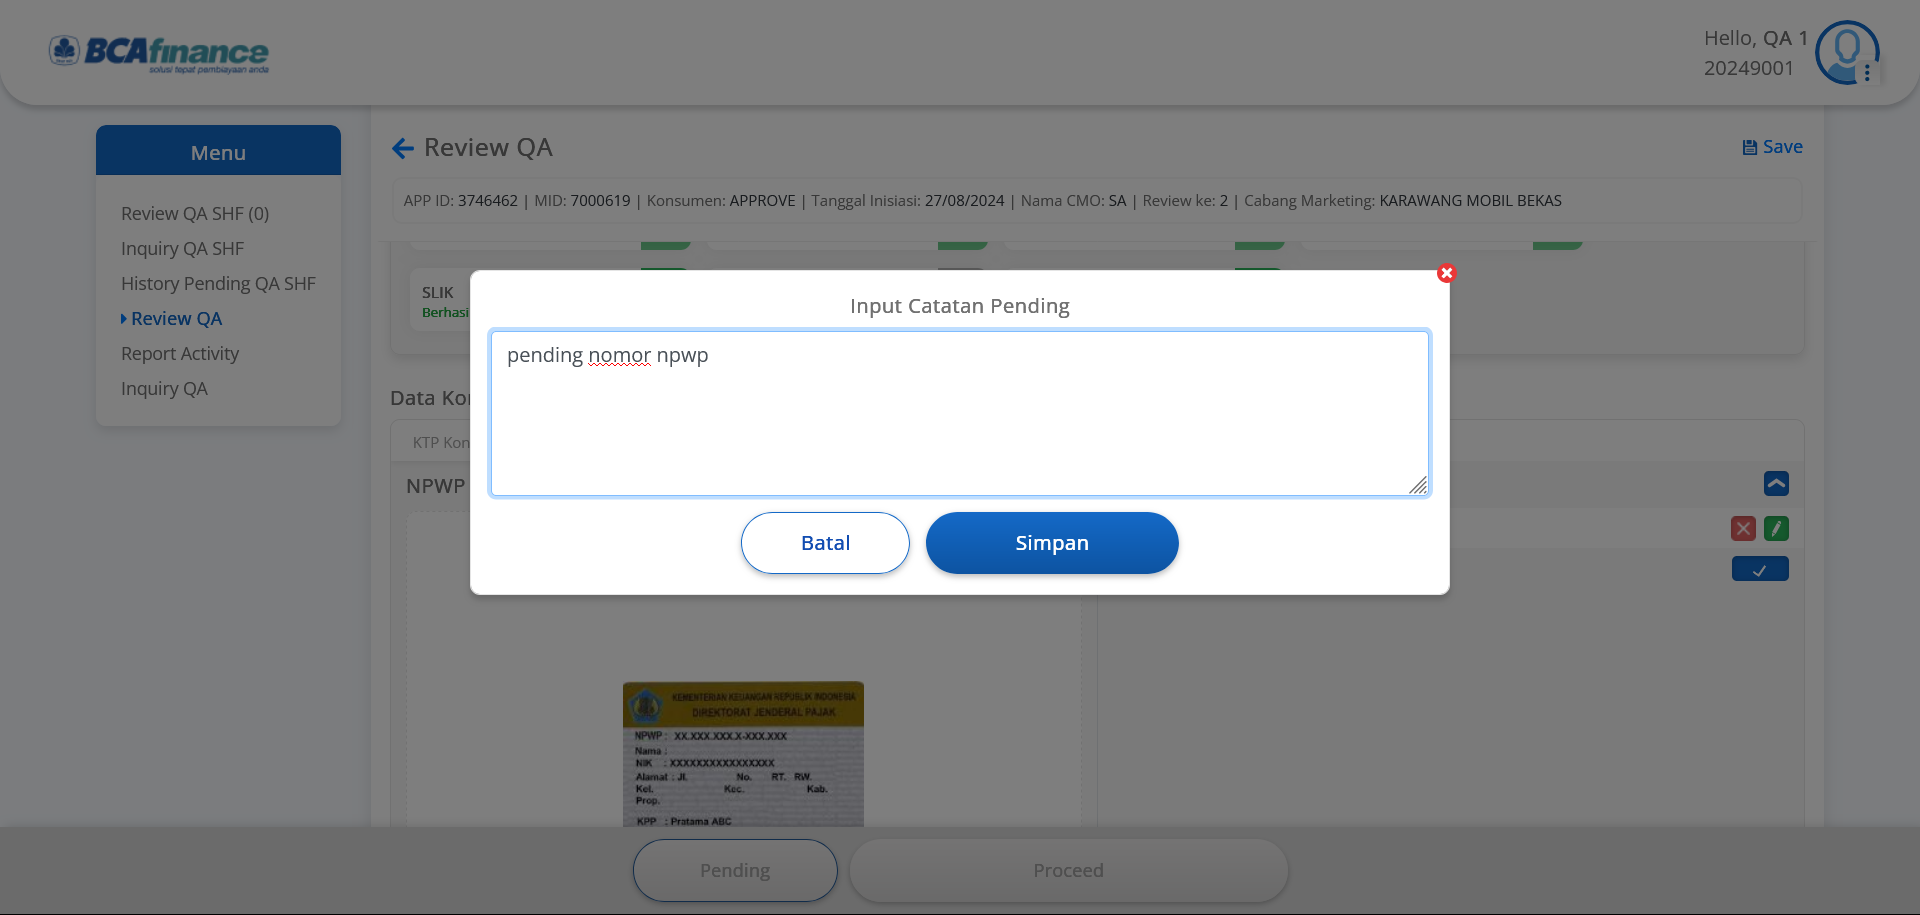 BCAfinance
solusi tepat pembiayaan anda
Hello, QA 1
20249001
Menu
Review QA SHF (0)
Inquiry QA SHF
History Pending QA SHF
Review QA
Report Activity
Inquiry QA
Review QA
Save
APP ID: 3746462 | MID: 7000619 | Konsumen: APPROVE | Tanggal Inisiasi: 27/08/2024 | Nama CMO: SA | Review ke: 2 | Cabang Marketing: KARAWANG MOBIL BEKAS
SLIK
Berhasi
Input Catatan Pending
pending nomor npwp
Batal
Simpan
Data Ko
KTP Kon
NPWP
KEMENTERIAN KEUANGAN REPUBLIK INDONESIA
DIREKTORAT JENDERAL PAJAK
NPWP : XX.XXX.XXX.X-XXX.XXX
Nama :
NIK : XXXXXXXXXXXXXXXX
Alamat : Jl. No. RT. RW.
Kel. Kec. Kab.
Prop.
KPP : Pratama ABC
Pending
Proceed